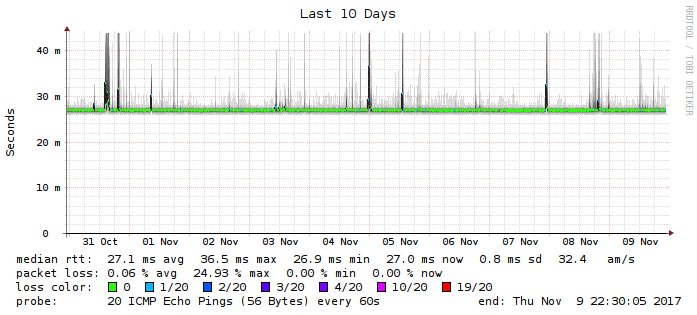 Last 10 Days
RRDTOOL / TOBI OETIKER
Seconds
40 m
30 m
20 m
10 m
0
31 Oct 01 Nov 02 Nov 03 Nov 04 Nov 05 Nov 06 Nov 07 Nov 08 Nov 09 Nov
median rtt: 27.1 ms avg 36.5 ms max 26.9 ms min 27.0 ms now 0.8 ms sd 32.4 am/s
packet loss: 0.06 % avg 24.93 % max 0.00 % min 0.00 % now
loss color: 0 1/20 2/20 3/20 4/20 10/20 19/20
probe: 20 ICMP Echo Pings (56 Bytes) every 60s end: Thu Nov 9 22:30:05 2017